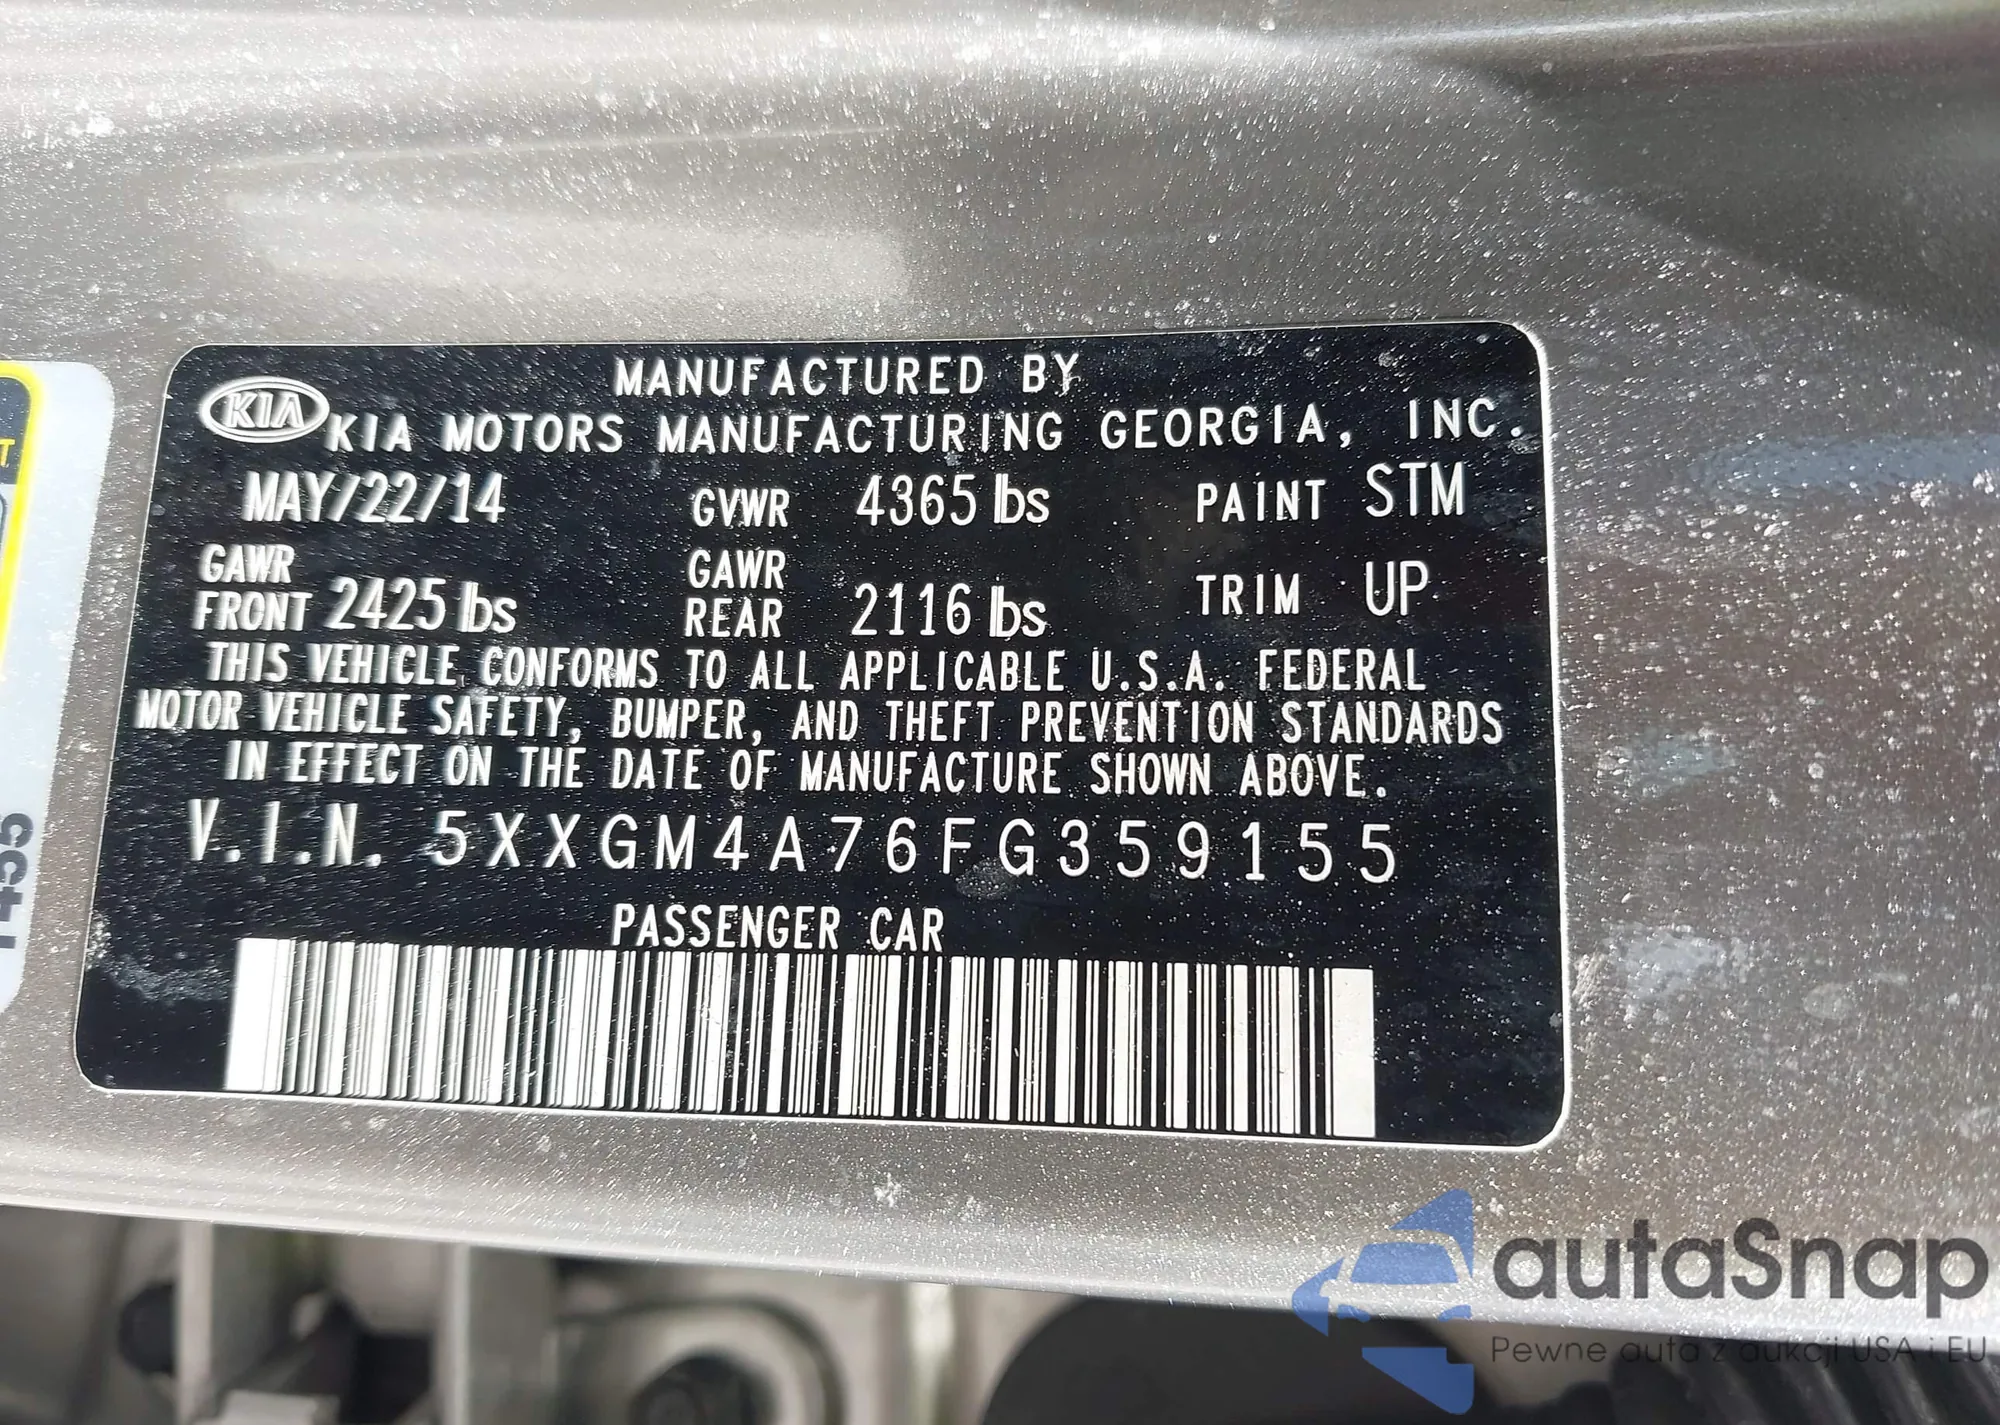 MANUFACTURED BY
KIA KIA MOTORS MANUFACTURING GEORGIA, INC.
MAY/22/14 GVWR 4365 lbs PAINT STM
GAWR FRONT 2425 lbs GAWR REAR 2116 lbs TRIM UP
THIS VEHICLE CONFORMS TO ALL APPLICABLE U.S.A. FEDERAL
MOTOR VEHICLE SAFETY, BUMPER, AND THEFT PREVENTION STANDARDS
IN EFFECT ON THE DATE OF MANUFACTURE SHOWN ABOVE.
V.I.N. 5XXGM4A76FG359155
PASSENGER CAR
autaSnap
Pewne auta z aukcji USA i EU